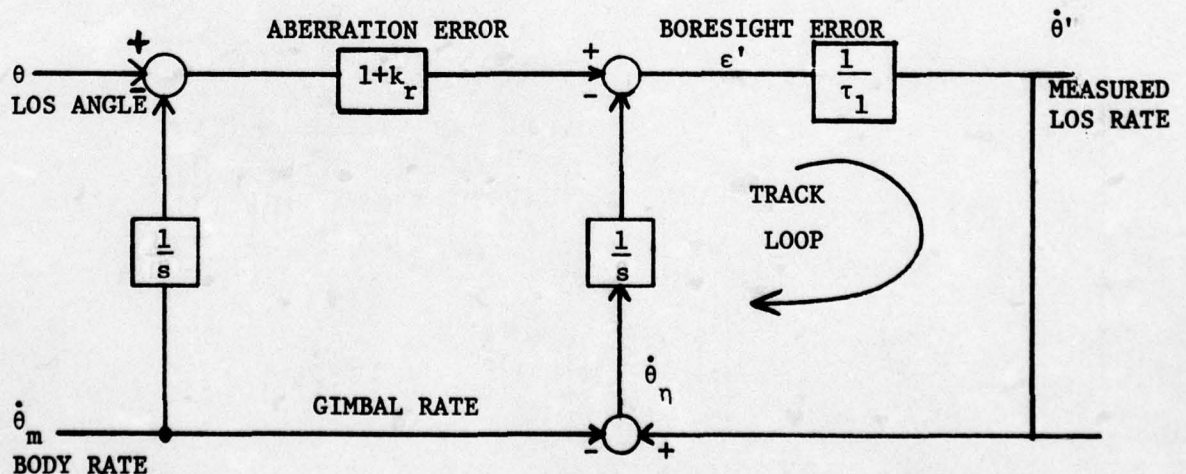 ABERRATION ERROR
BORESIGHT ERROR
θ̇'
+
θ
LOS ANGLE
-
1+k_r
+
-
ε'
1/τ_1
MEASURED
LOS RATE
TRACK
LOOP
1/s
1/s
θ̇_η
GIMBAL RATE
θ̇_m
BODY RATE
-
+